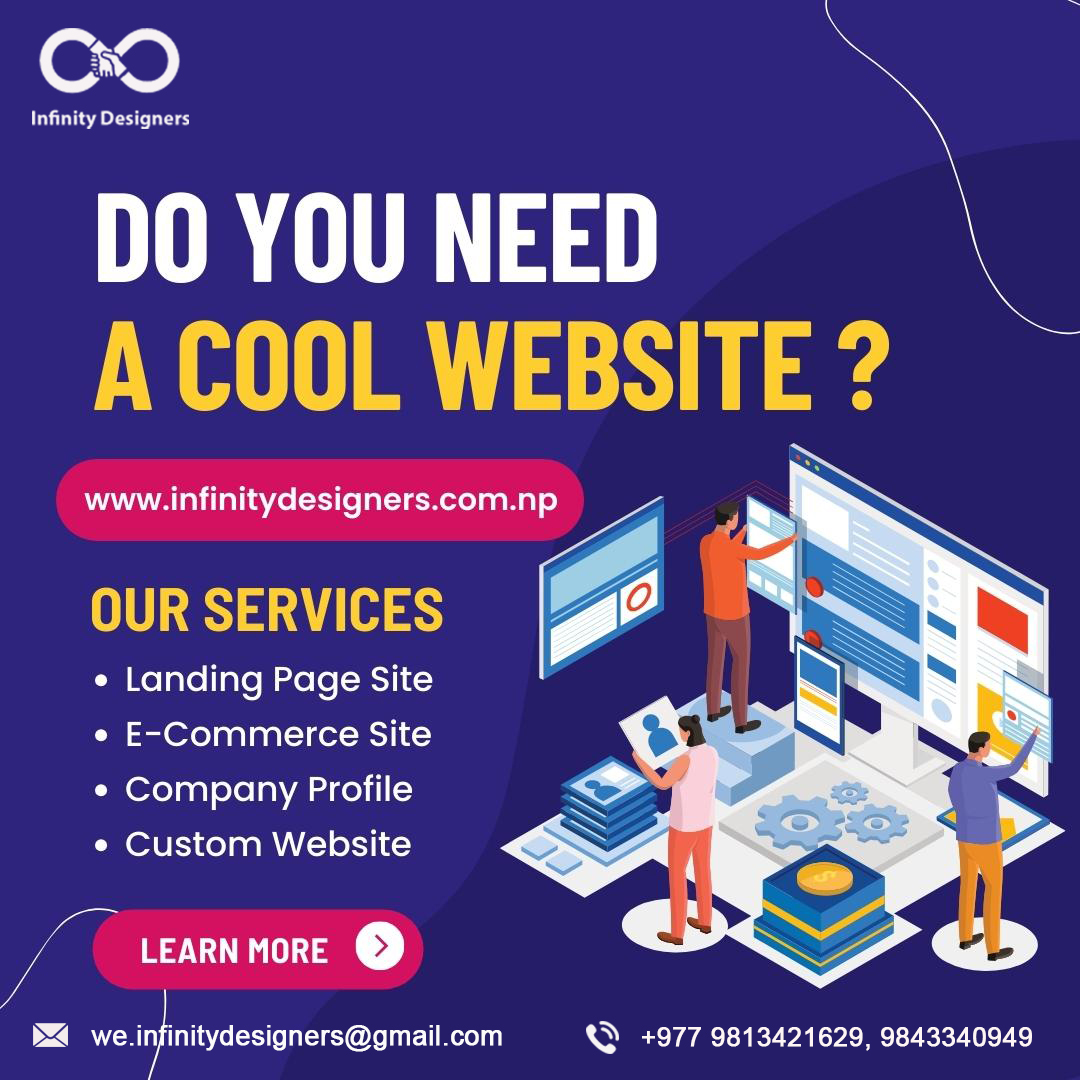 Infinity Designers
DO YOU NEED
A COOL WEBSITE ?
www.infinitydesigners.com.np
OUR SERVICES
• Landing Page Site
• E-Commerce Site
• Company Profile
• Custom Website
LEARN MORE
we.infinitydesigners@gmail.com
+977 9813421629, 9843340949